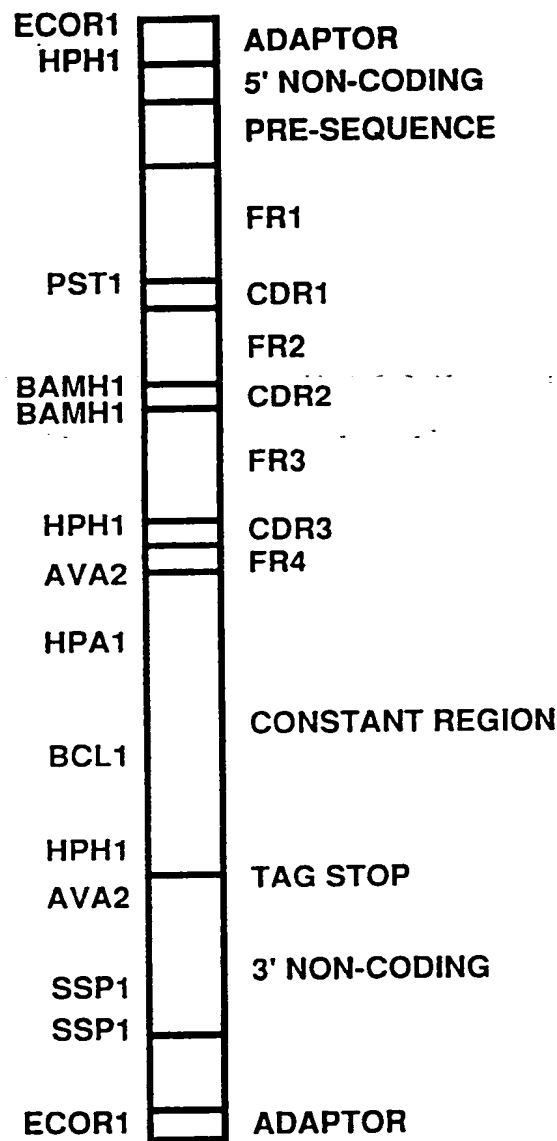 ECOR1
ADAPTOR
HPH1
5' NON-CODING
PRE-SEQUENCE
FR1
PST1
CDR1
FR2
BAMH1
CDR2
BAMH1
FR3
HPH1
CDR3
FR4
AVA2
HPA1
CONSTANT REGION
BCL1
HPH1
TAG STOP
AVA2
3' NON-CODING
SSP1
SSP1
ECOR1
ADAPTOR